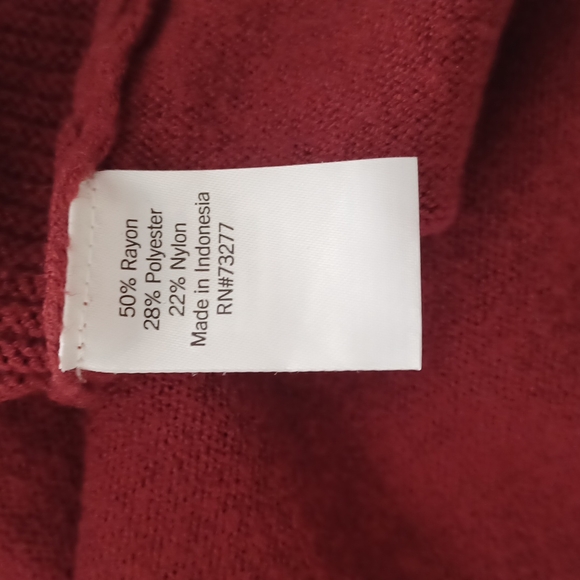 50% Rayon
28% Polyester
22% Nylon
Made in Indonesia
RN#73277